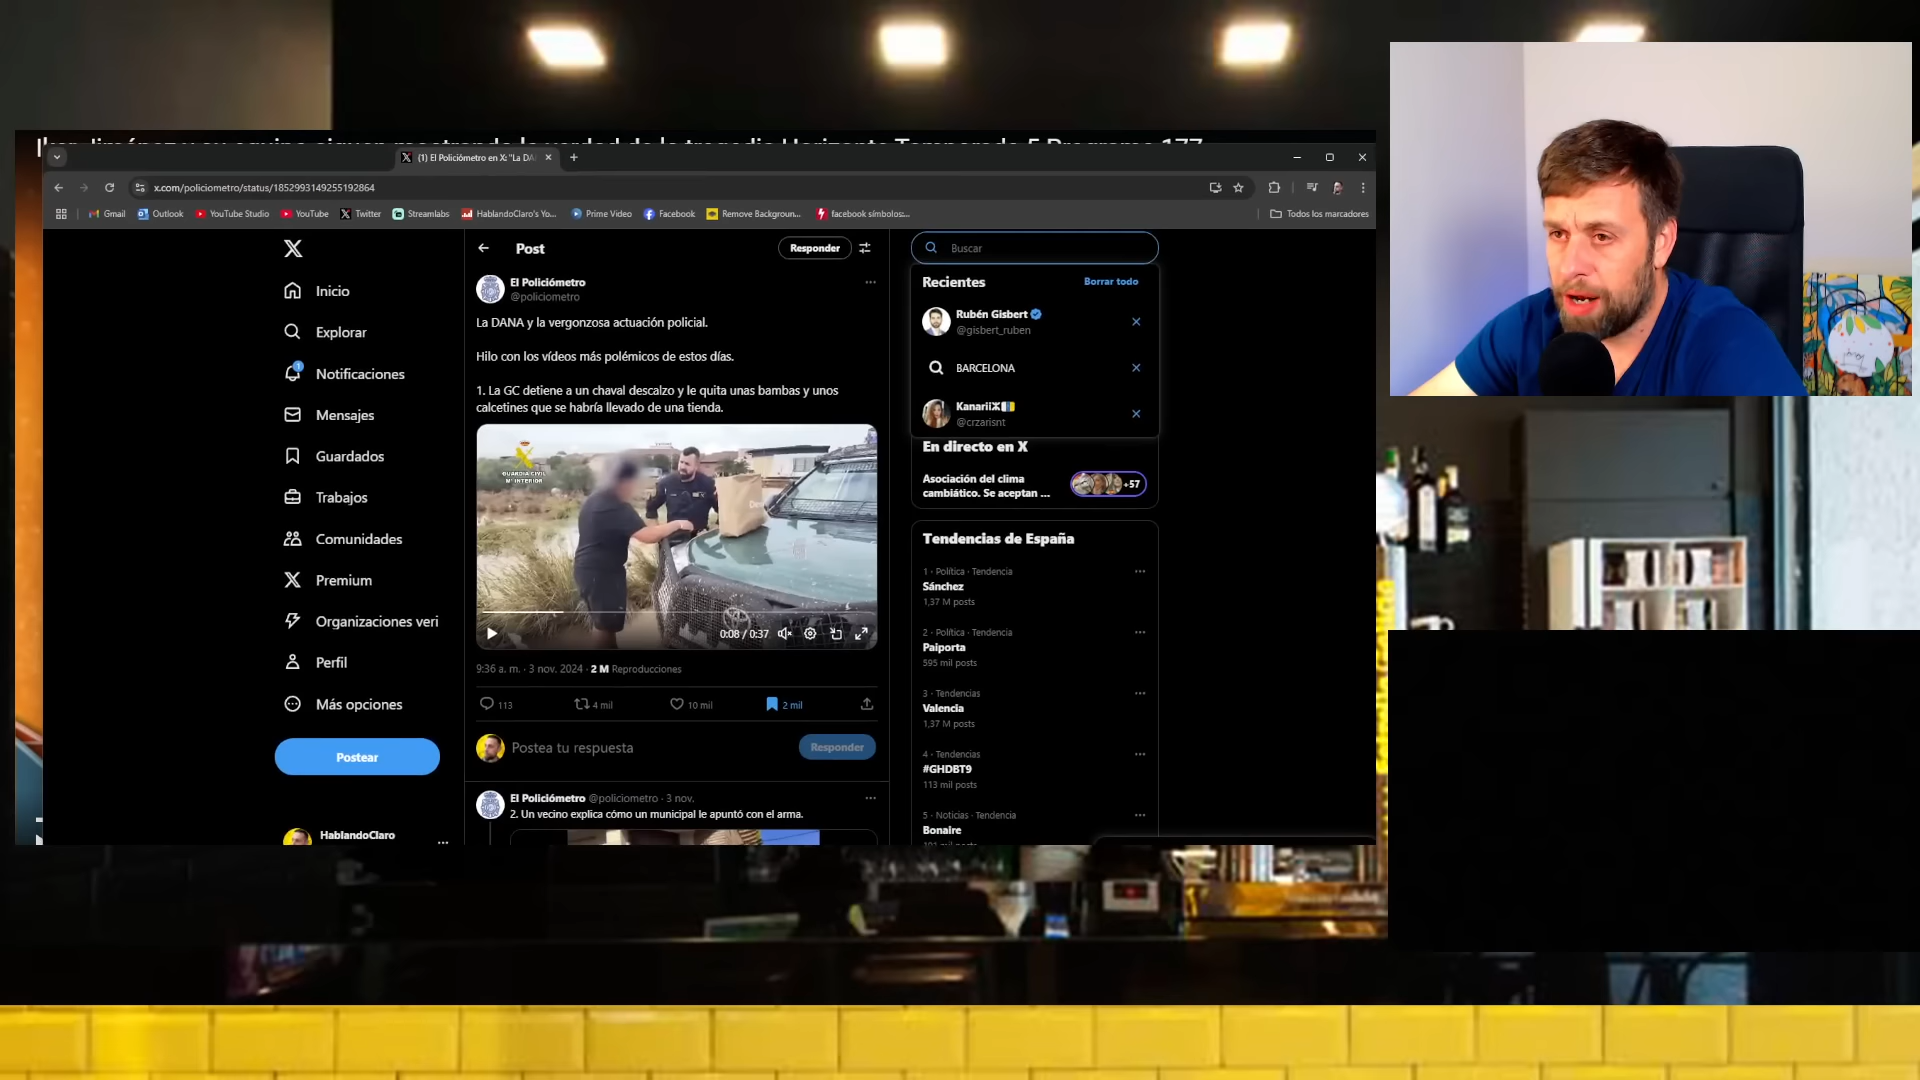 (1) El Policiómetro en X: "La DA
x.com/policiometro/status/1852993149255192864
Gmail
Outlook
YouTube Studio
YouTube
Twitter
Streamlabs
HablandoClaro's Yo...
Prime Video
Facebook
Remove Backgroun...
facebook símbolos:...
Todos los marcadores
Inicio
Explorar
Notificaciones
Mensajes
Guardados
Trabajos
Comunidades
Premium
Organizaciones veri
Perfil
Más opciones
Postear
HablandoClaro
Post
Responder
El Policiómetro
@policiometro
La DANA y la vergonzosa actuación policial.
Hilo con los vídeos más polémicos de estos días.
1. La GC detiene a un chaval descalzo y le quita unas bambas y unos
calcetines que se habría llevado de una tienda.
GUARDIA CIVIL
Mº INTERIOR
0:08 / 0:37
9:36 a. m. · 3 nov. 2024 · 2 M Reproducciones
113
4 mil
10 mil
2 mil
Postea tu respuesta
Responder
El Policiómetro @policiometro · 3 nov.
2. Un vecino explica cómo un municipal le apuntó con el arma.
Buscar
Recientes
Borrar todo
Rubén Gisbert
@gisbert_ruben
BARCELONA
Kanarii
@crzarisnt
En directo en X
Asociación del clima
cambiático. Se aceptan ...
+57
Tendencias de España
1 · Política · Tendencia
Sánchez
1,37 M posts
2 · Política · Tendencia
Paiporta
595 mil posts
3 · Tendencias
Valencia
1,37 M posts
4 · Tendencias
#GHDBT9
113 mil posts
5 · Noticias · Tendencia
Bonaire